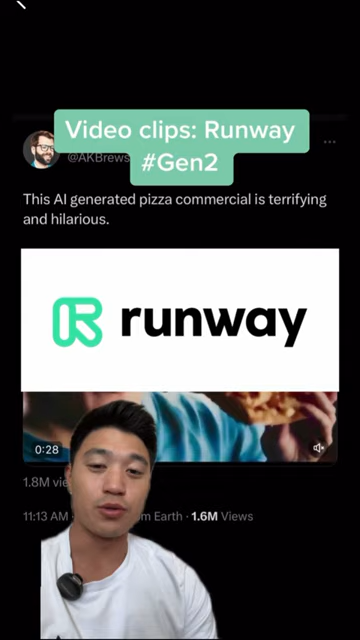 Video clips: Runway
#Gen2
@AKBrews
This AI generated pizza commercial is terrifying
and hilarious.
runway
0:28
1.8M
11:13 AM · Earth · 1.6M Views